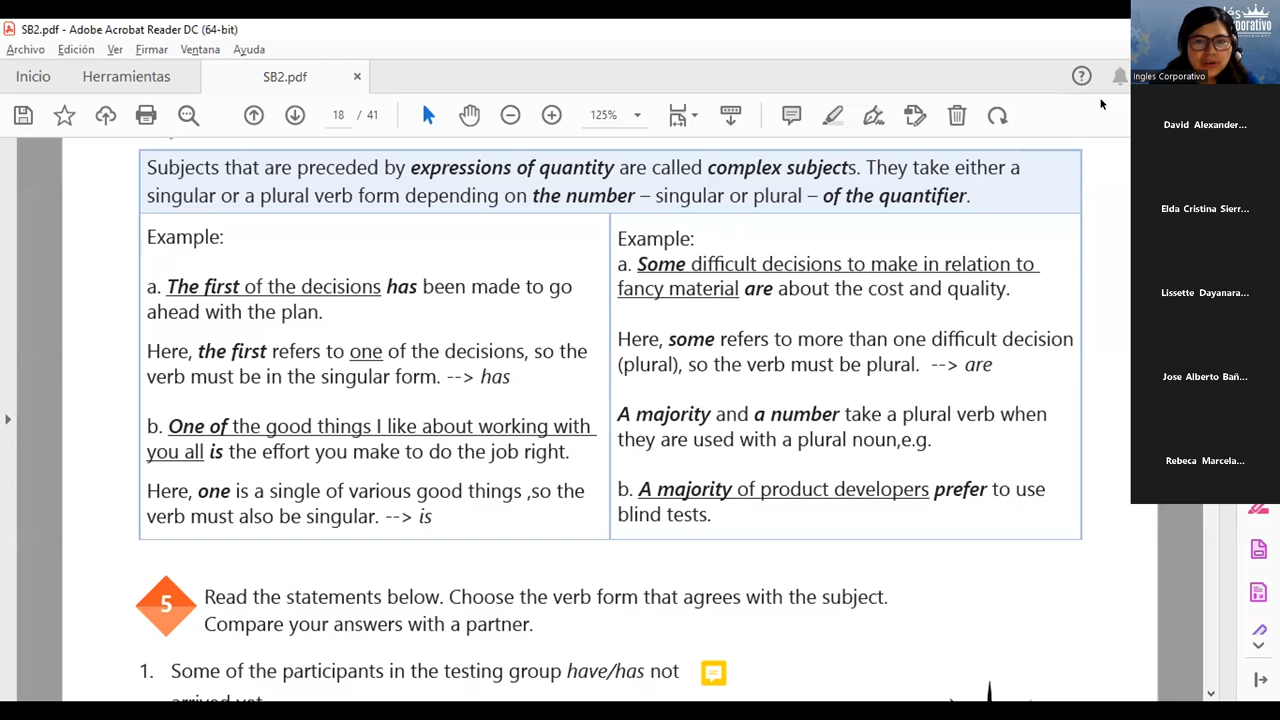 SB2.pdf - Adobe Acrobat Reader DC (64-bit)
Archivo Edición Ver Firmar Ventana Ayuda
Inicio Herramientas SB2.pdf ×
18 / 41 125%
Subjects that are preceded by expressions of quantity are called complex subjects. They take either a
singular or a plural verb form depending on the number – singular or plural – of the quantifier.
Example:
a. The first of the decisions has been made to go
ahead with the plan.
Here, the first refers to one of the decisions, so the
verb must be in the singular form. --> has
b. One of the good things I like about working with
you all is the effort you make to do the job right.
Here, one is a single of various good things ,so the
verb must also be singular. --> is
Example:
a. Some difficult decisions to make in relation to
fancy material are about the cost and quality.
Here, some refers to more than one difficult decision
(plural), so the verb must be plural. --> are
A majority and a number take a plural verb when
they are used with a plural noun,e.g.
b. A majority of product developers prefer to use
blind tests.
5
Read the statements below. Choose the verb form that agrees with the subject.
Compare your answers with a partner.
1. Some of the participants in the testing group have/has not
arrived yet
Ingles Corporativo
David Alexander...
Elda Cristina Sierr...
Lissette Dayanara...
Jose Alberto Bañ...
Rebeca Marcela...